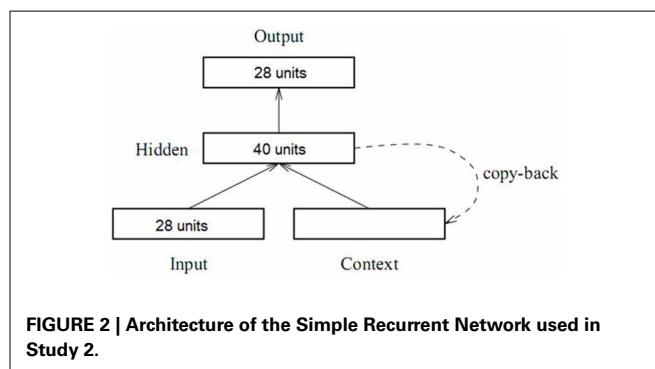 Output
28 units
Hidden
40 units
copy-back
28 units
Input
Context
FIGURE 2 | Architecture of the Simple Recurrent Network used in
Study 2.